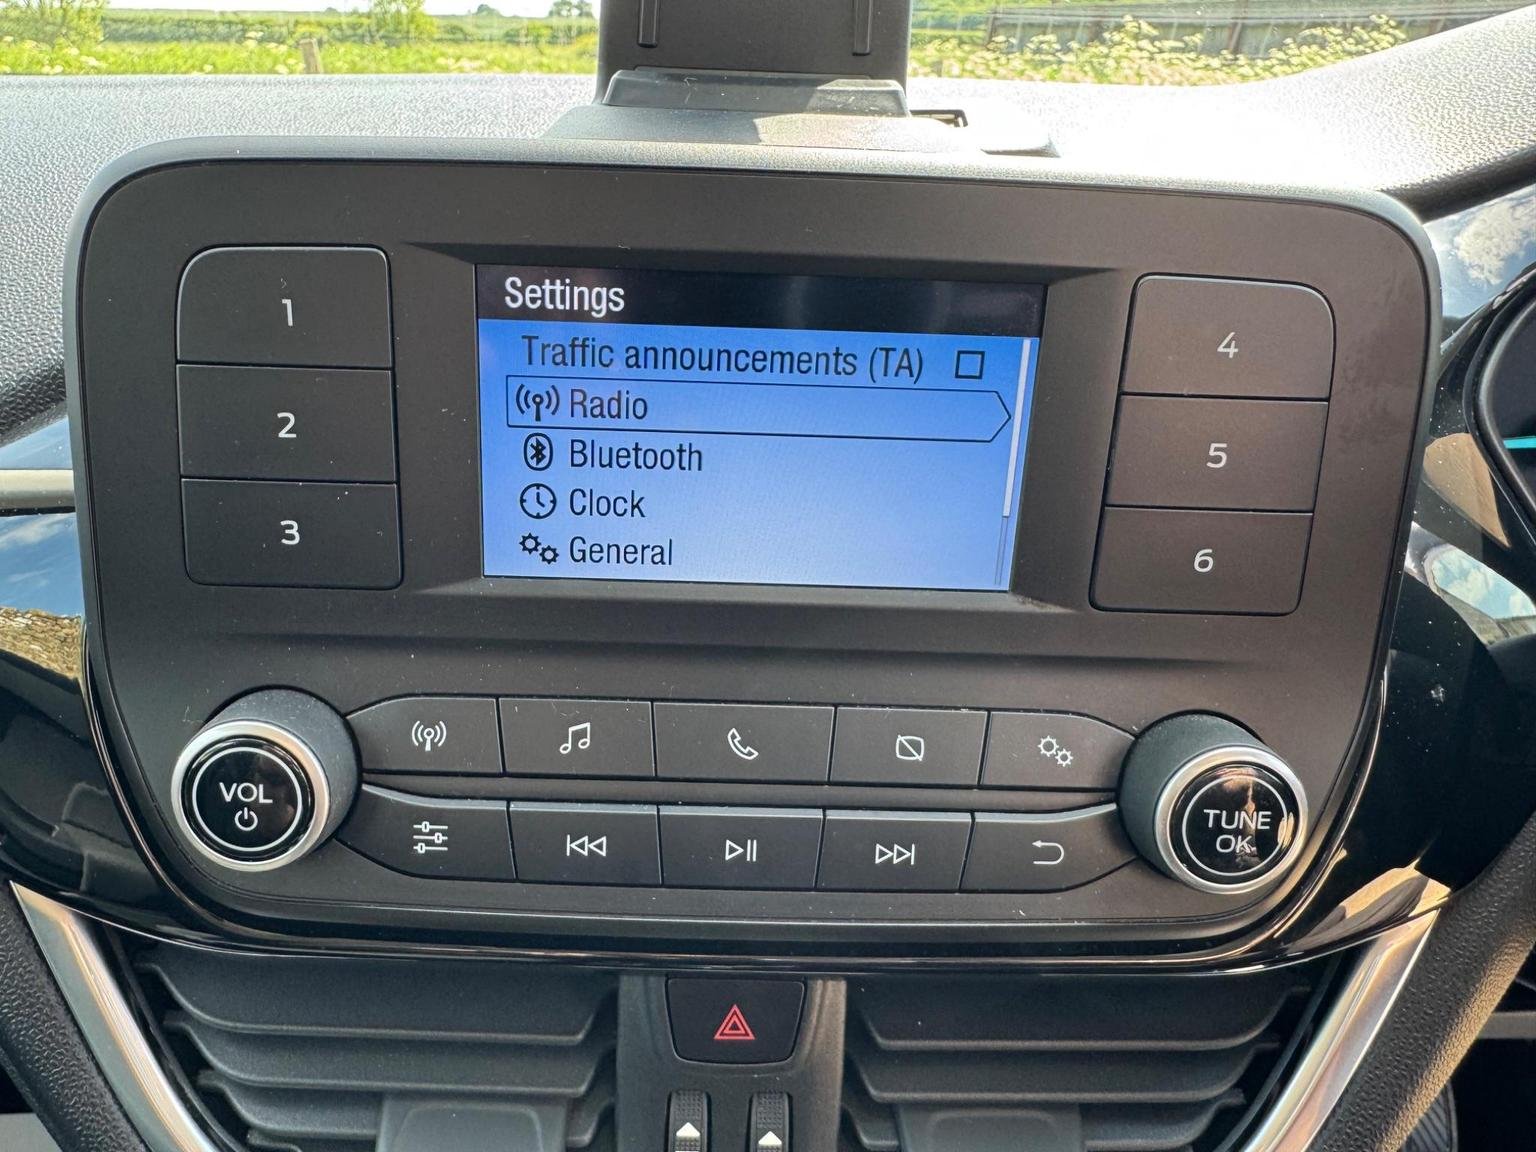 Settings
Traffic announcements (TA)
Radio
Bluetooth
Clock
General
1
2
3
4
5
6
VOL
TUNE
OK